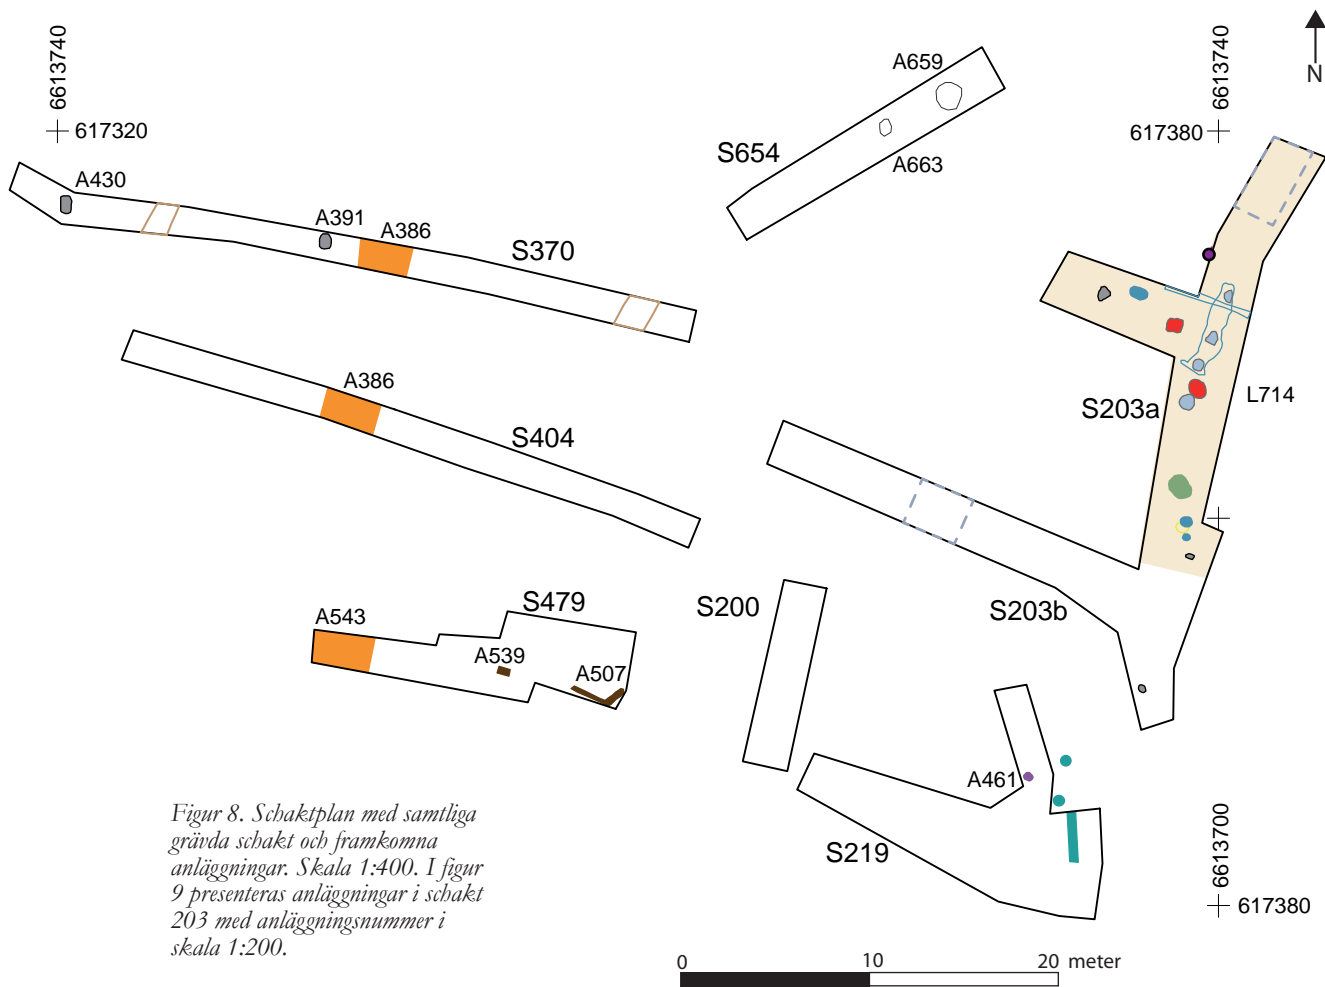 6613740
617320
A659
6613740
N
617380
S654
A663
A430
A391
A386
S370
A386
S404
S203a
L714
A543
S479
A539
A507
S200
S203b
A461
S219
6613700
617380
Figur 8. Schaktplan med samtliga
grävda schakt och framkomna
anläggningar. Skala 1:400. I figur
9 presenteras anläggningar i schakt
203 med anläggningsnummer i
skala 1:200.
0 10 20 meter